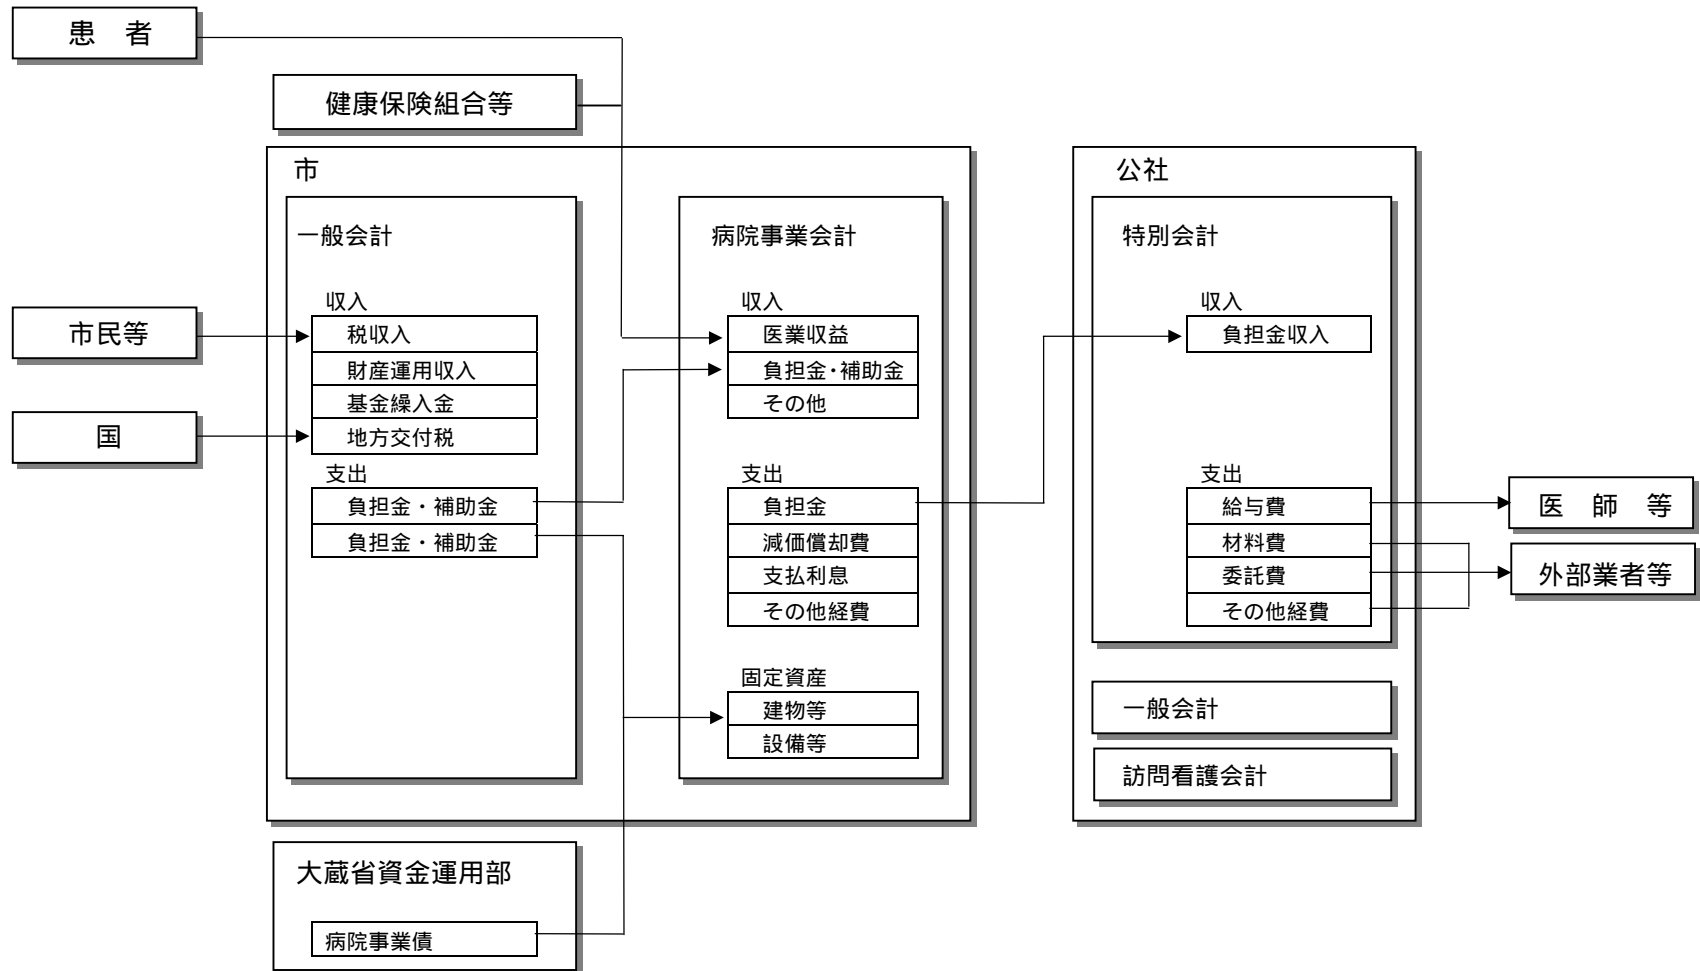 患　者
健康保険組合等
市
一般会計
収入
税収入
財産運用収入
基金繰入金
地方交付税
支出
負担金・補助金
負担金・補助金
市民等
国
病院事業会計
収入
医業収益
負担金・補助金
その他
支出
負担金
減価償却費
支払利息
その他経費
固定資産
建物等
設備等
公社
特別会計
収入
負担金収入
支出
給与費
材料費
委託費
その他経費
一般会計
訪問看護会計
医　師　等
外部業者等
大蔵省資金運用部
病院事業債